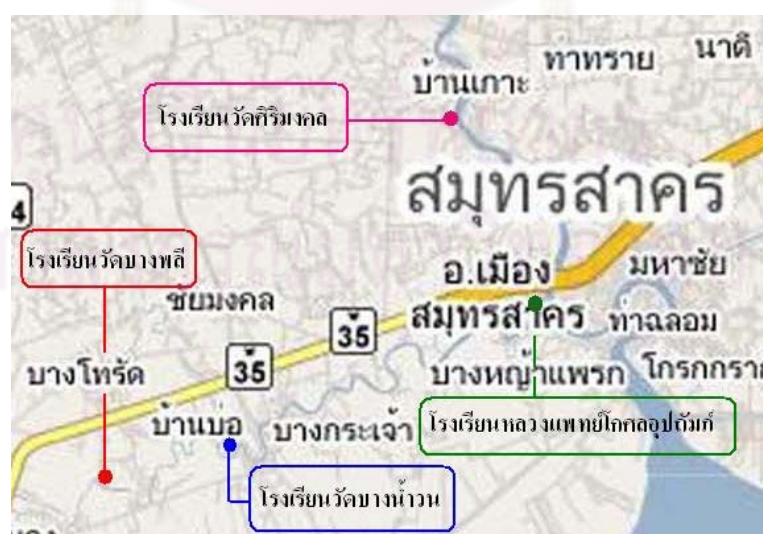 นาดี
ท่าทราย
บ้านเกาะ
โรงเรียนวัดศิริมงคล
สมุทรสาคร
4
โรงเรียนวัดบางพลี
อ.เมือง
สมุทรสาคร
มหาชัย
ชัยมงคล
35
ท่าฉลอม
35
บางโทรัด
บางหญ้าแพรก
โกรกกราก
บ้านบ่อ
บางกระเจ้า
โรงเรียนหลวงแพทย์โกศลอุปถัมภ์
โรงเรียนวัดบางน้ำวน